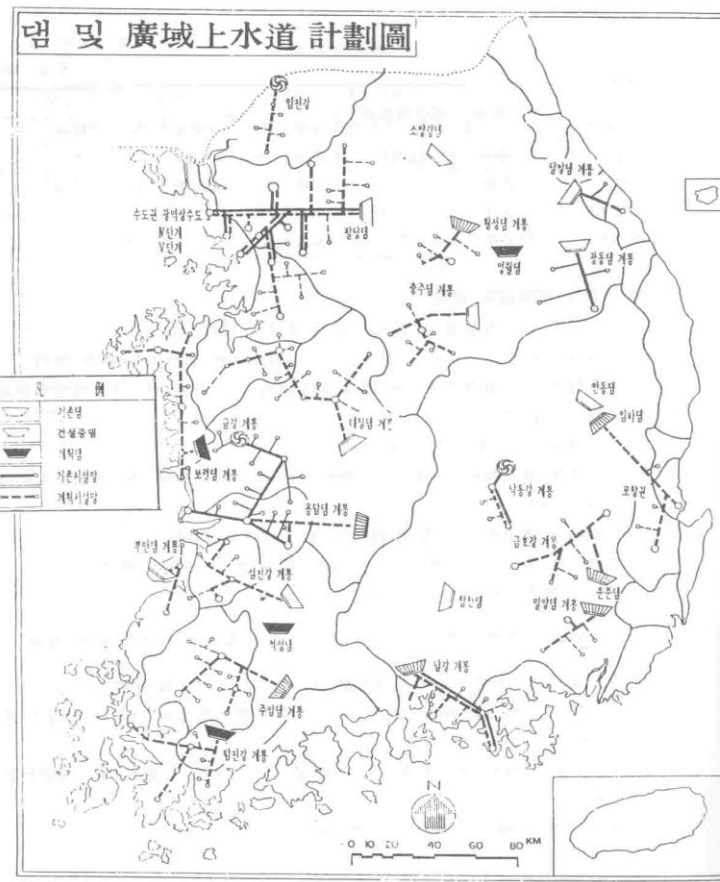 댐 및 廣域上水道 計劃圖
임진강
소양강댐
달방댐 계통
수도권 광역상수도
Ⅳ단계
Ⅴ단계
팔당댐
횡성댐 계통
영월댐
광동댐 계통
충주댐 계통
안동댐
임하댐
例
기존댐
건설중댐
계획댐
기존시설망
계획시설망
금강 계통
대청댐 계통
보령댐 계통
낙동강 계통
포항권
용담댐 계통
금호강 계통
부안댐 계통
섬진강 계통
운문댐
합천댐
밀양댐 계통
적성댐
남강 계통
주암댐 계통
탐진강 계통
N
0 10 20 40 60 80 KM